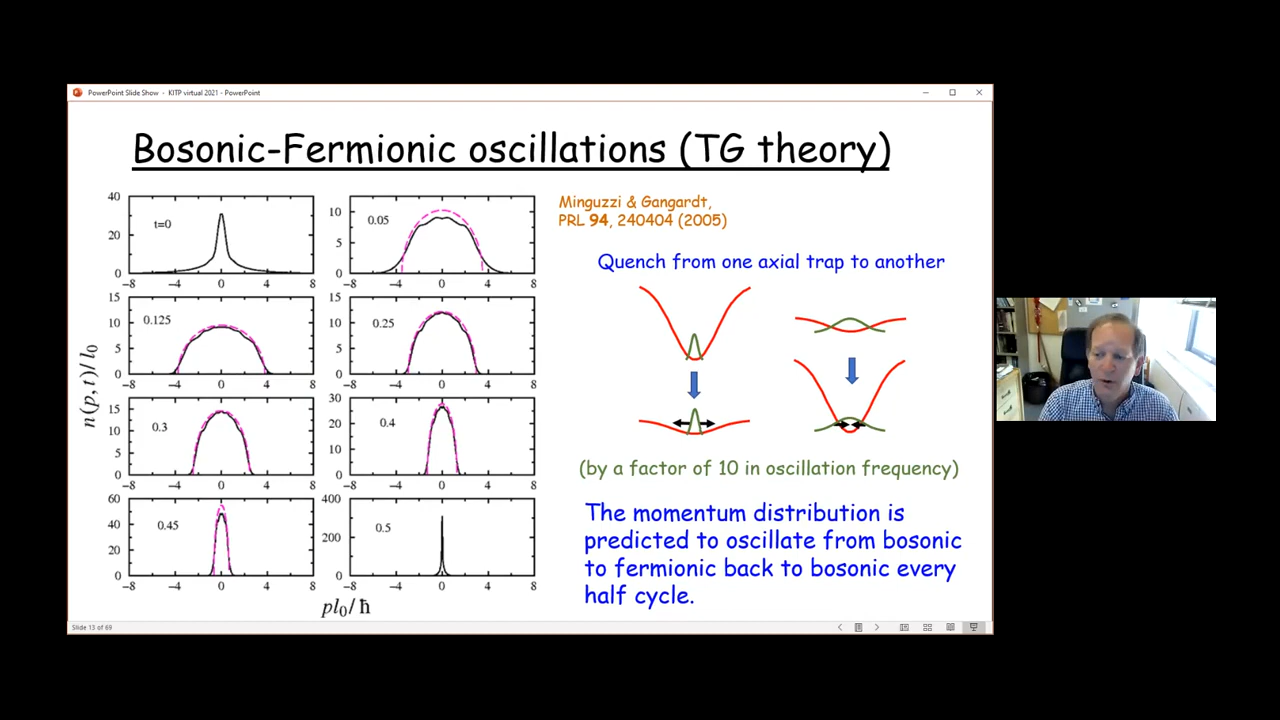 PowerPoint Slide Show - KITP virtual 2021 - PowerPoint
Bosonic-Fermionic oscillations (TG theory)
Minguzzi & Gangardt,
PRL 94, 240404 (2005)
Quench from one axial trap to another
(by a factor of 10 in oscillation frequency)
The momentum distribution is
predicted to oscillate from bosonic
to fermionic back to bosonic every
half cycle.
n(p,t)/l₀
40
20
0
t=0
-8 -4 0 4 8
10
5
0
0.05
-8 -4 0 4 8
15
10
5
0
0.125
-8 -4 0 4 8
15
10
5
0
0.25
-8 -4 0 4 8
15
10
5
0
0.3
-8 -4 0 4 8
30
20
10
0
0.4
-8 -4 0 4 8
60
40
20
0
0.45
-8 -4 0 4 8
400
200
0
0.5
-8 -4 0 4 8
pl₀/ħ
Slide 13 of 69